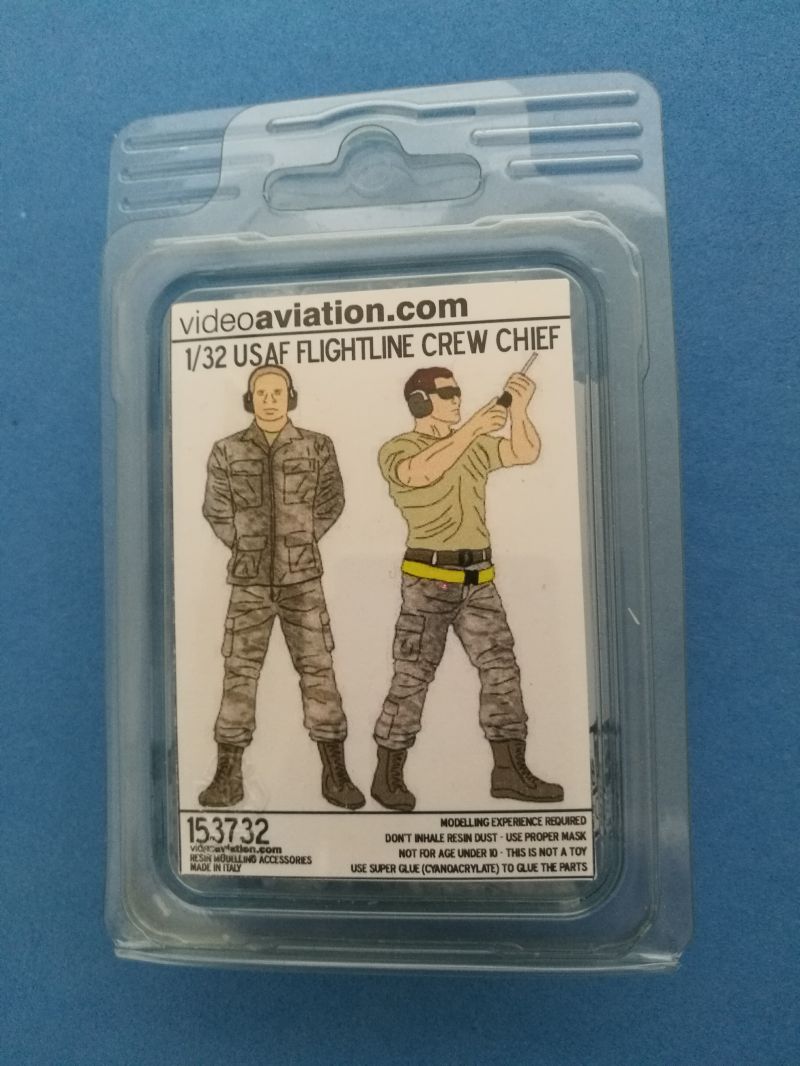 videoaviation.com
1/32 USAF FLIGHTLINE CREW CHIEF
153732
videoaviation.com
RESIN MODELLING ACCESSORIES
MADE IN ITALY
MODELLING EXPERIENCE REQUIRED
DON'T INHALE RESIN DUST - USE PROPER MASK
NOT FOR AGE UNDER 10 - THIS IS NOT A TOY
USE SUPER GLUE (CYANOACRYLATE) TO GLUE THE PARTS